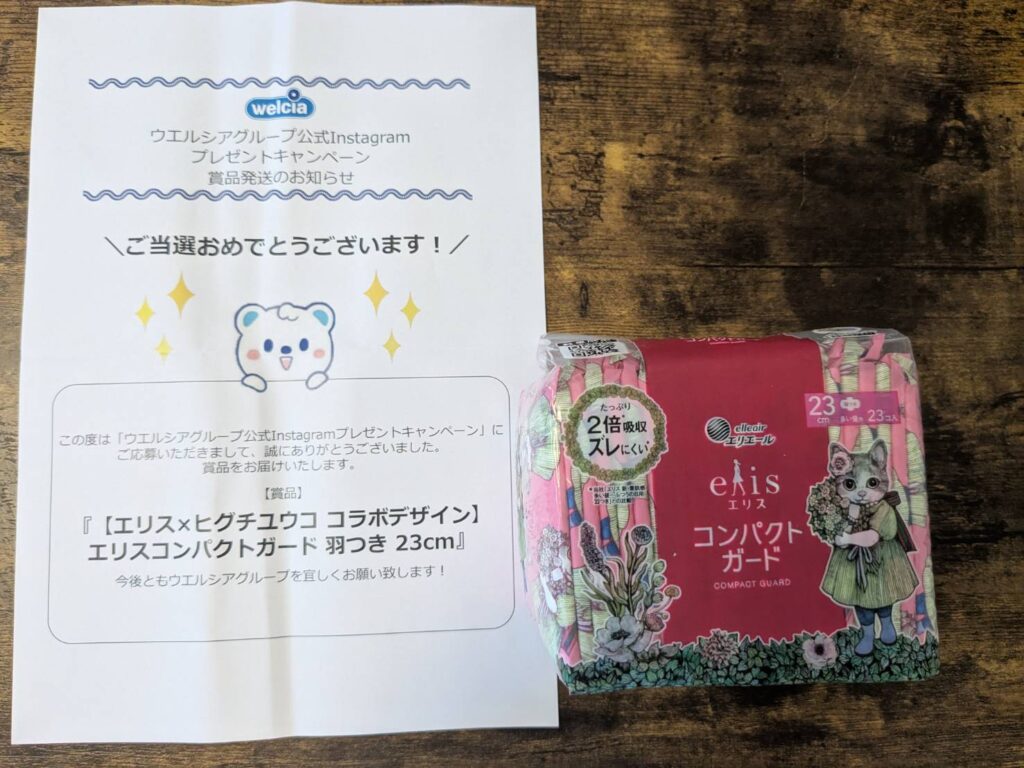 welcia
ウエルシアグループ公式Instagram
プレゼントキャンペーン
賞品発送のお知らせ
＼ご当選おめでとうございます！／
この度は「ウエルシアグループ公式Instagramプレゼントキャンペーン」に
ご応募いただきまして、誠にありがとうございました。
賞品をお届けいたします。
【賞品】
『【エリス×ヒグチユウコ コラボデザイン】
エリスコンパクトガード 羽つき 23cm』
今後ともウエルシアグループを宜しくお願い致します！
たっぷり
2倍吸収
ズレにくい
elleair
エリエール
elis
エリス
コンパクト
ガード
COMPACT GUARD
23
cm
23コ入